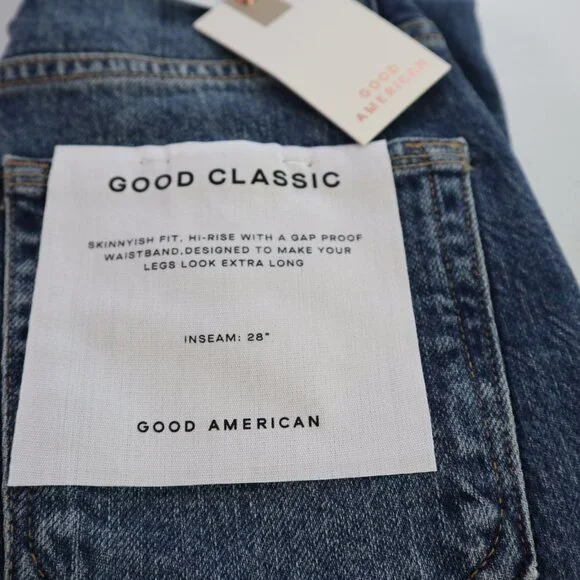 GOOD
AMERICAN
GOOD CLASSIC
SKINNYISH FIT, HI-RISE WITH A GAP PROOF
WAISTBAND,DESIGNED TO MAKE YOUR
LEGS LOOK EXTRA LONG
INSEAM: 28"
GOOD AMERICAN